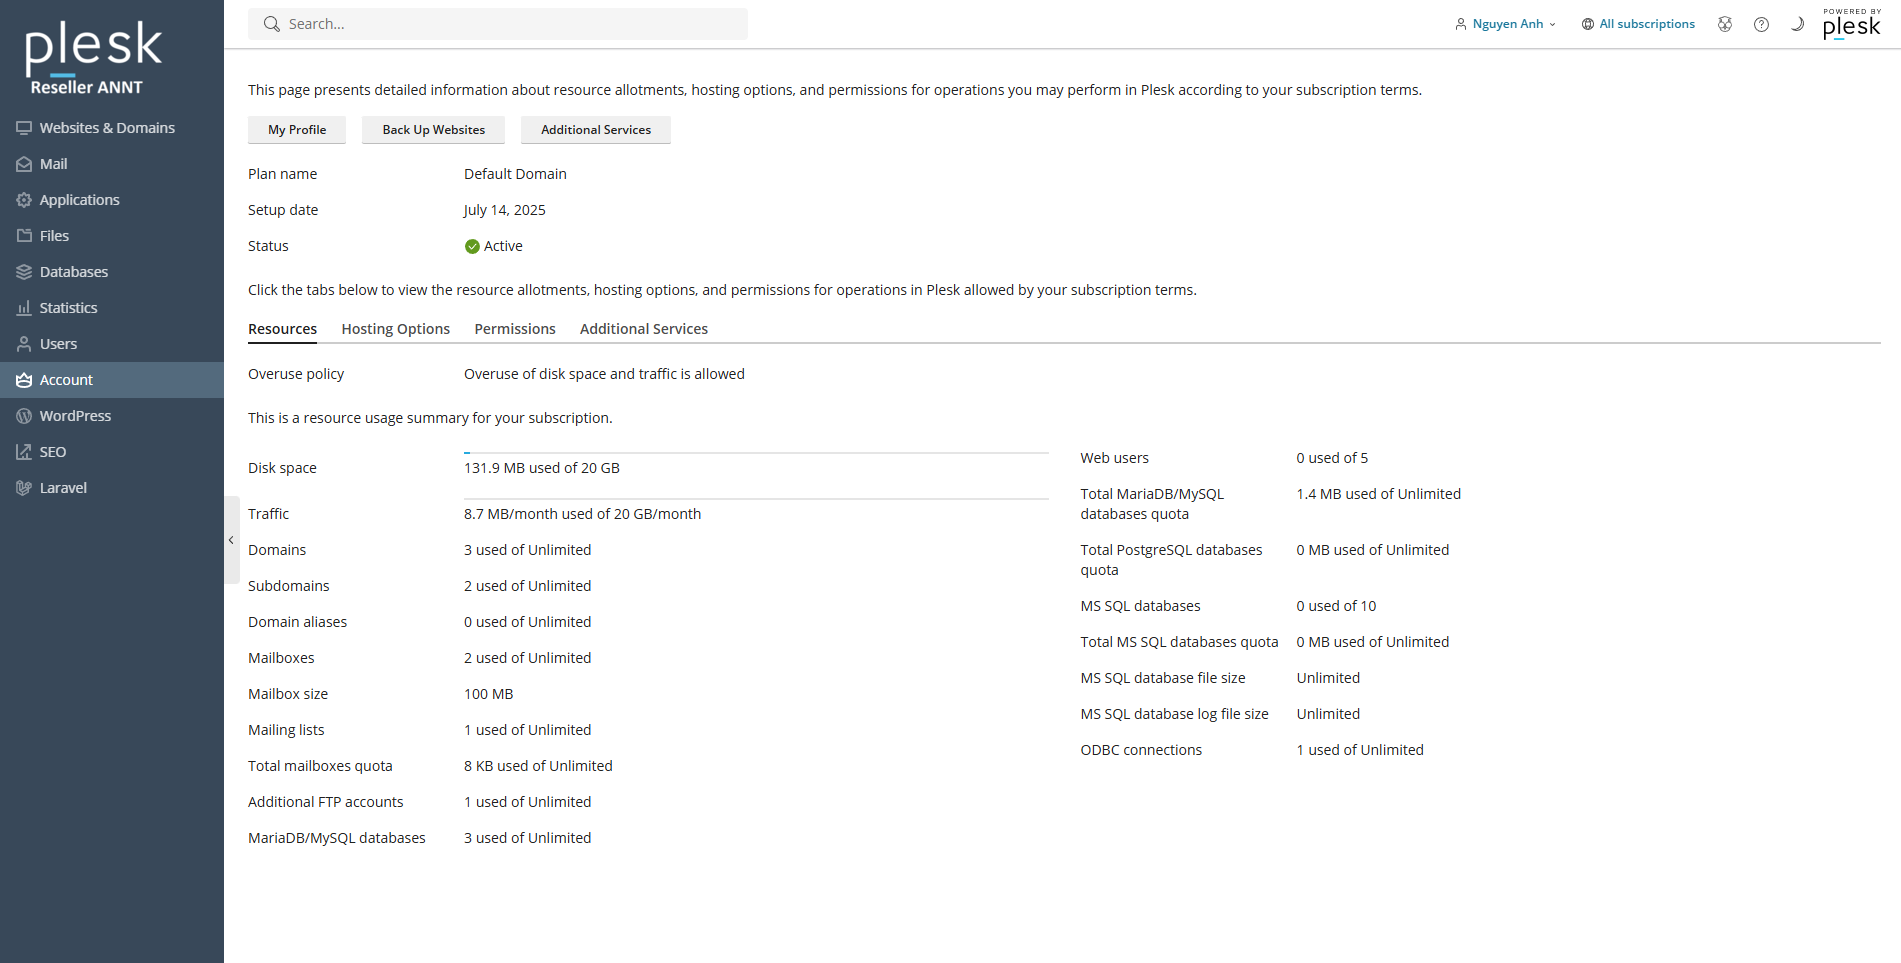 plesk
Reseller ANNT
Websites & Domains
Mail
Applications
Files
Databases
Statistics
Users
Account
WordPress
SEO
Laravel
Search...
Nguyen Anh
All subscriptions
POWERED BY
plesk
This page presents detailed information about resource allotments, hosting options, and permissions for operations you may perform in Plesk according to your subscription terms.
My Profile
Back Up Websites
Additional Services
Plan name Default Domain
Setup date July 14, 2025
Status Active
Click the tabs below to view the resource allotments, hosting options, and permissions for operations in Plesk allowed by your subscription terms.
Resources Hosting Options Permissions Additional Services
Overuse policy Overuse of disk space and traffic is allowed
This is a resource usage summary for your subscription.
Disk space 131.9 MB used of 20 GB
Traffic 8.7 MB/month used of 20 GB/month
Domains 3 used of Unlimited
Subdomains 2 used of Unlimited
Domain aliases 0 used of Unlimited
Mailboxes 2 used of Unlimited
Mailbox size 100 MB
Mailing lists 1 used of Unlimited
Total mailboxes quota 8 KB used of Unlimited
Additional FTP accounts 1 used of Unlimited
MariaDB/MySQL databases 3 used of Unlimited
Web users 0 used of 5
Total MariaDB/MySQL 1.4 MB used of Unlimited
databases quota
Total PostgreSQL databases 0 MB used of Unlimited
quota
MS SQL databases 0 used of 10
Total MS SQL databases quota 0 MB used of Unlimited
MS SQL database file size Unlimited
MS SQL database log file size Unlimited
ODBC connections 1 used of Unlimited